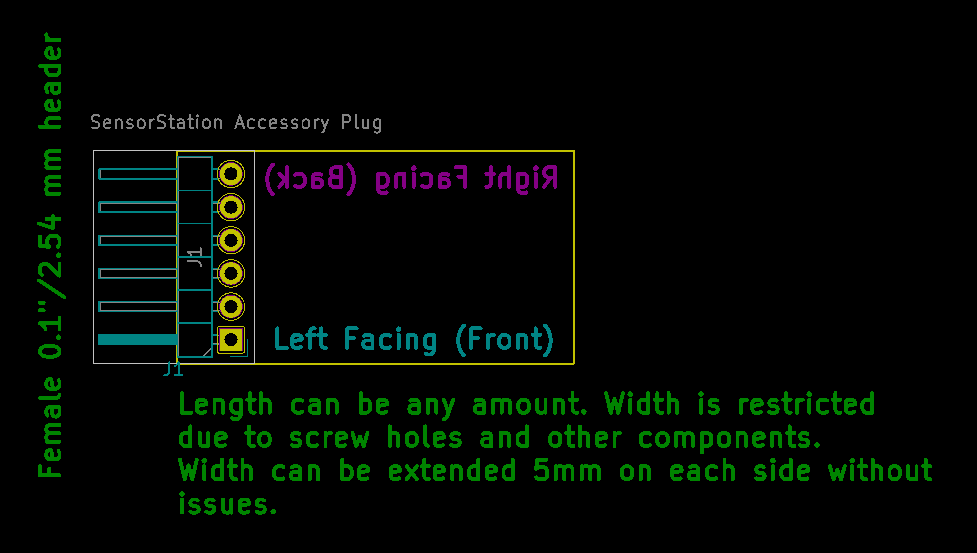 Female 0.1"/2.54 mm header
SensorStation Accessory Plug
Right Facing (Back)
J1
Left Facing (Front)
J1
Length can be any amount. Width is restricted
due to screw holes and other components.
Width can be extended 5mm on each side without
issues.